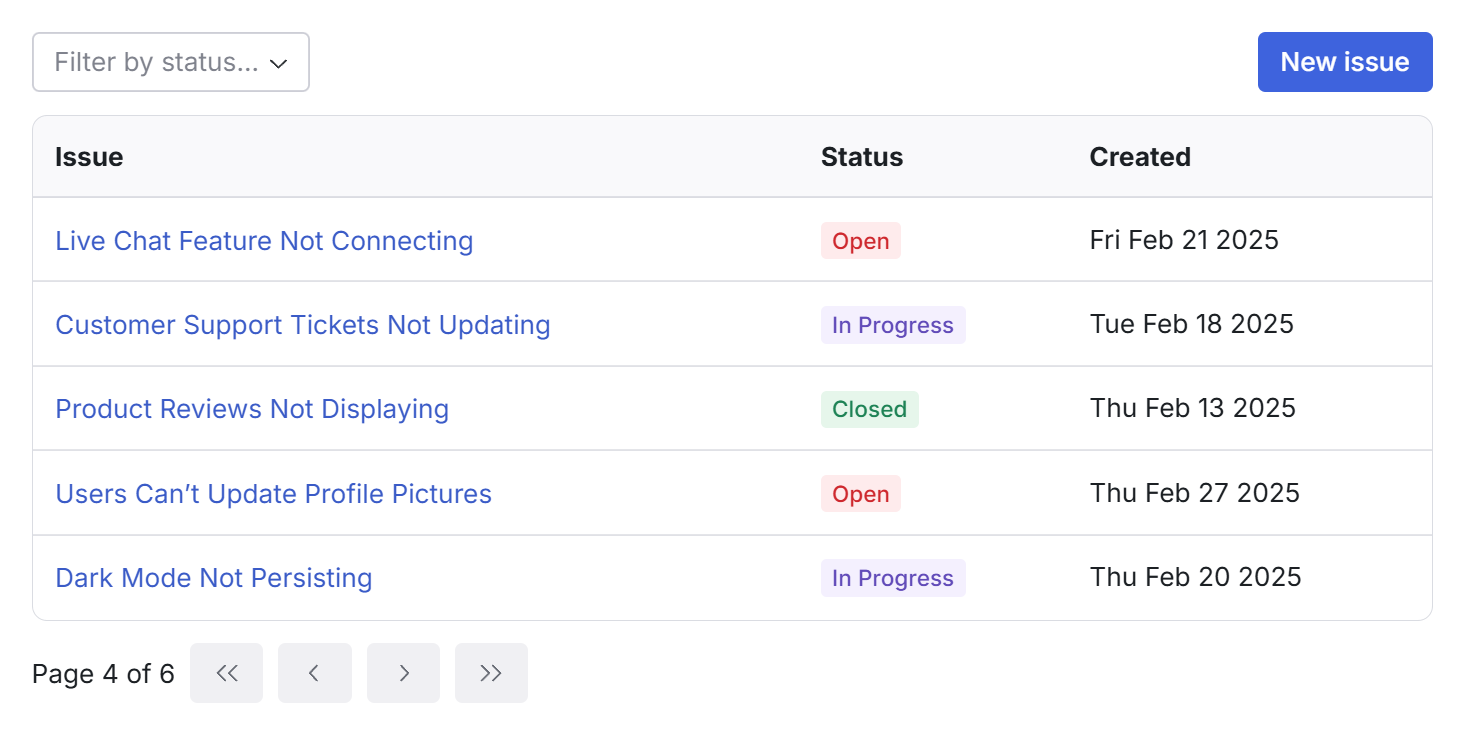 Filter by status...
New issue
Issue Status Created
Live Chat Feature Not Connecting Open Fri Feb 21 2025
Customer Support Tickets Not Updating In Progress Tue Feb 18 2025
Product Reviews Not Displaying Closed Thu Feb 13 2025
Users Can’t Update Profile Pictures Open Thu Feb 27 2025
Dark Mode Not Persisting In Progress Thu Feb 20 2025
Page 4 of 6